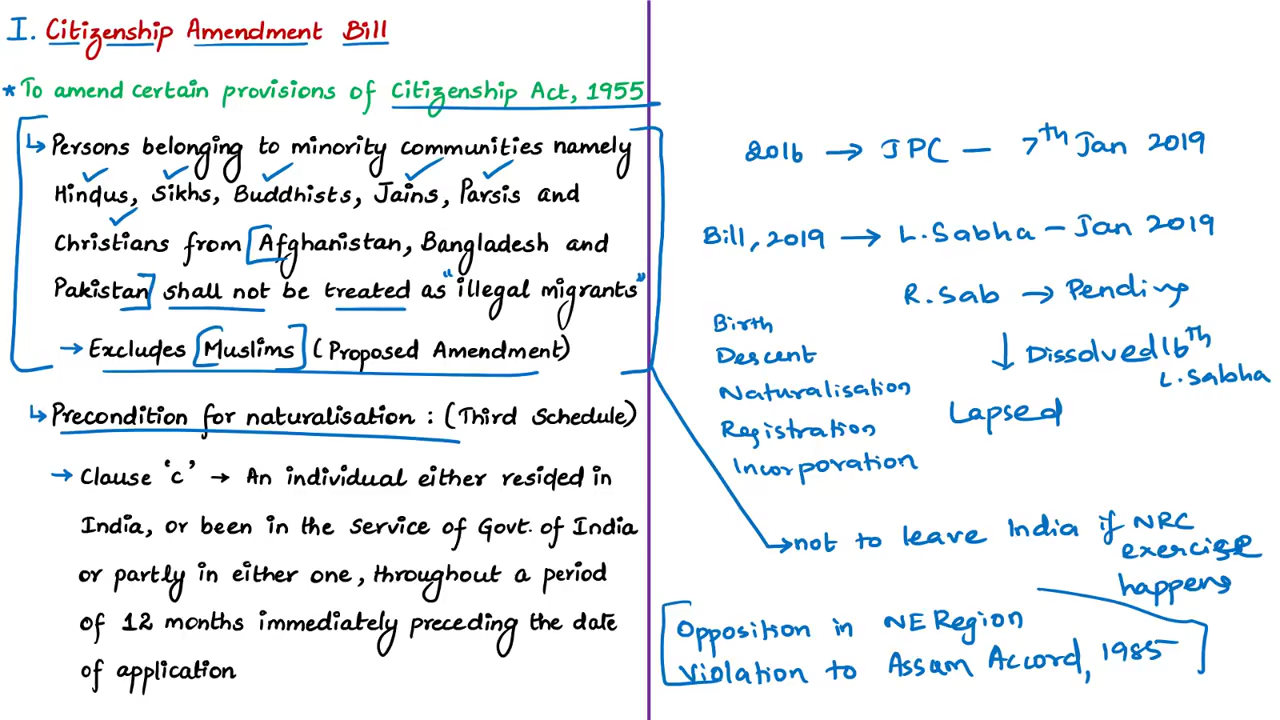 I. Citizenship Amendment Bill
* To amend certain provisions of Citizenship Act, 1955
↳ Persons belonging to minority communities namely
Hindus, Sikhs, Buddhists, Jains, Parsis and
Christians from [Afghanistan, Bangladesh and
Pakistan] shall not be treated as "illegal migrants"
→ Excludes [Muslims] (Proposed Amendment)
↳ Precondition for naturalisation : (Third Schedule)
→ Clause 'c' → An individual either resided in
India, or been in the service of Govt. of India
or partly in either one, throughout a period
of 12 months immediately preceding the date
of application
2016 → JPC — 7th Jan 2019
Bill, 2019 → L. Sabha – Jan 2019
R. Sab → Pending
↓ Dissolved 16th
L. Sabha
Lapsed
Birth
Descent
Naturalisation
Registration
Incorporation
→ not to leave India if NRC
exercise
happens
Opposition in NE Region
Violation to Assam Accord, 1985